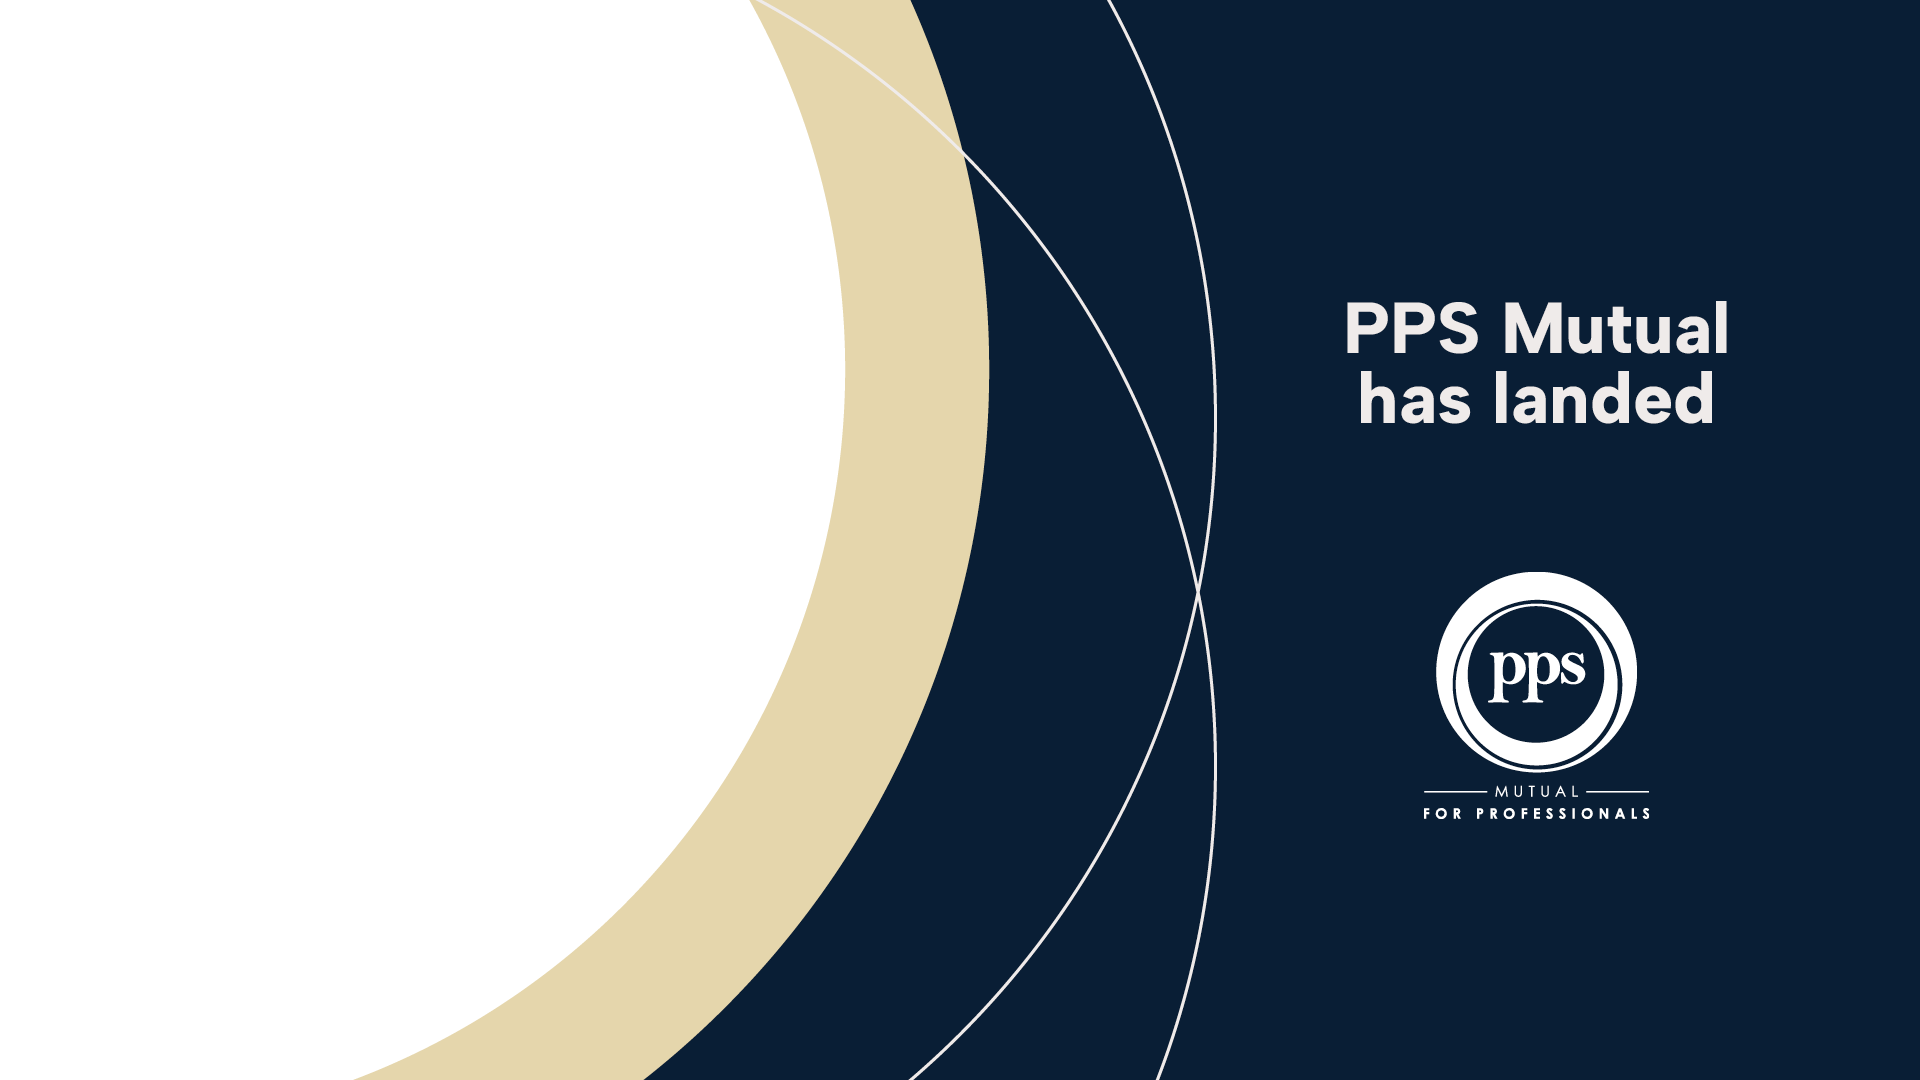 PPS Mutual
has landed
pps
MUTUAL
FOR PROFESSIONALS